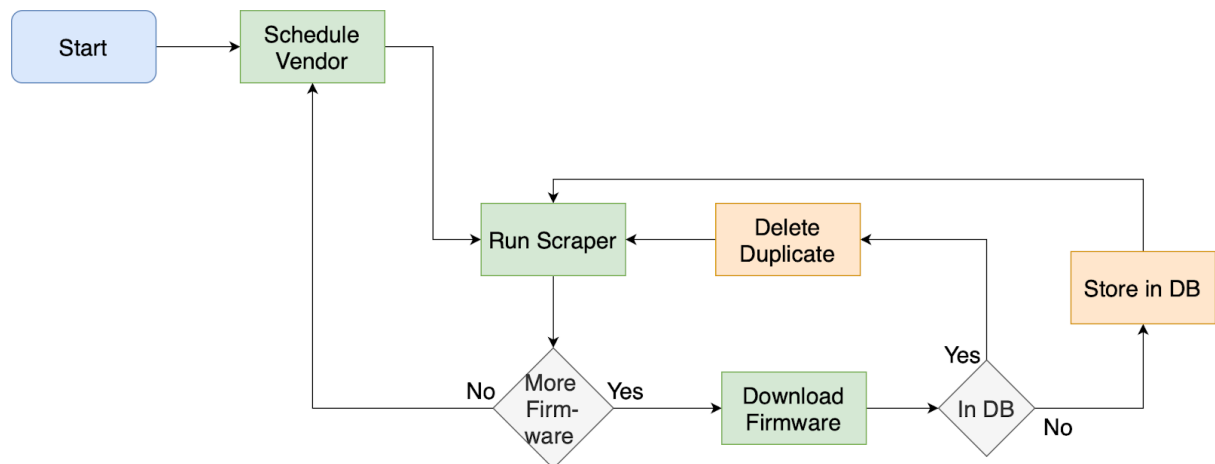 Start
Schedule
Vendor
Run Scraper
Delete
Duplicate
Store in DB
Yes
No
More
Firm-
ware
Yes
Download
Firmware
In DB
No